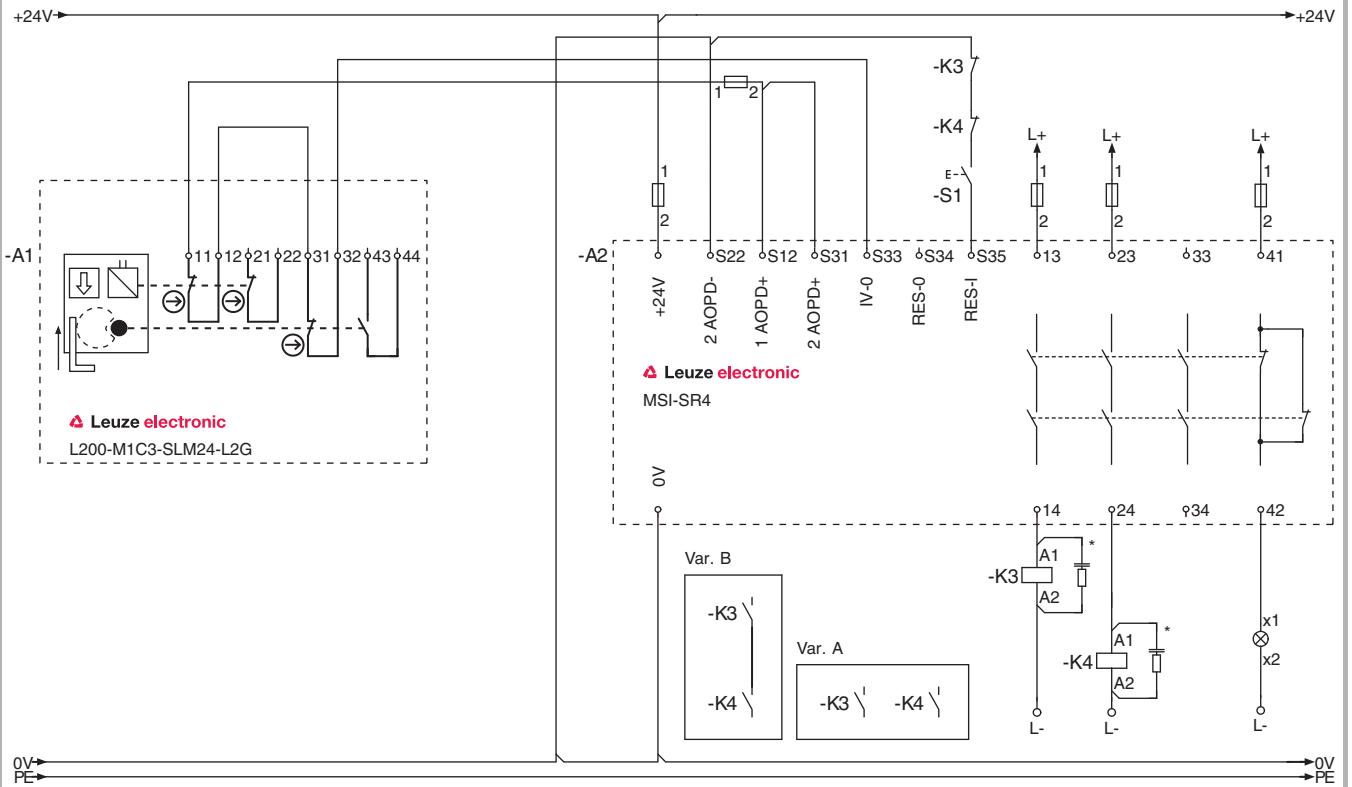 +24V +24V
-K3
1 2
-K4 L+ L+ L+
1 E 1 1 1
-S1
2 2 2 2
-A1 11 12 21 22 31 32 43 44 -A2 S22 S12 S31 S33 S34 S35 13 23 33 41
+24V
2 AOPD-
1 AOPD+
2 AOPD+
IV-0
RES-0
RES-I
Leuze electronic
MSI-SR4
Leuze electronic
L200-M1C3-SLM24-L2G
0V
14 24 34 42
Var. B
A1 *
-K3
A2
-K3
x1
A1 *
Var. A
-K4
x2
A2
-K4
-K3 -K4
L- L- L-
0V 0V
PE PE